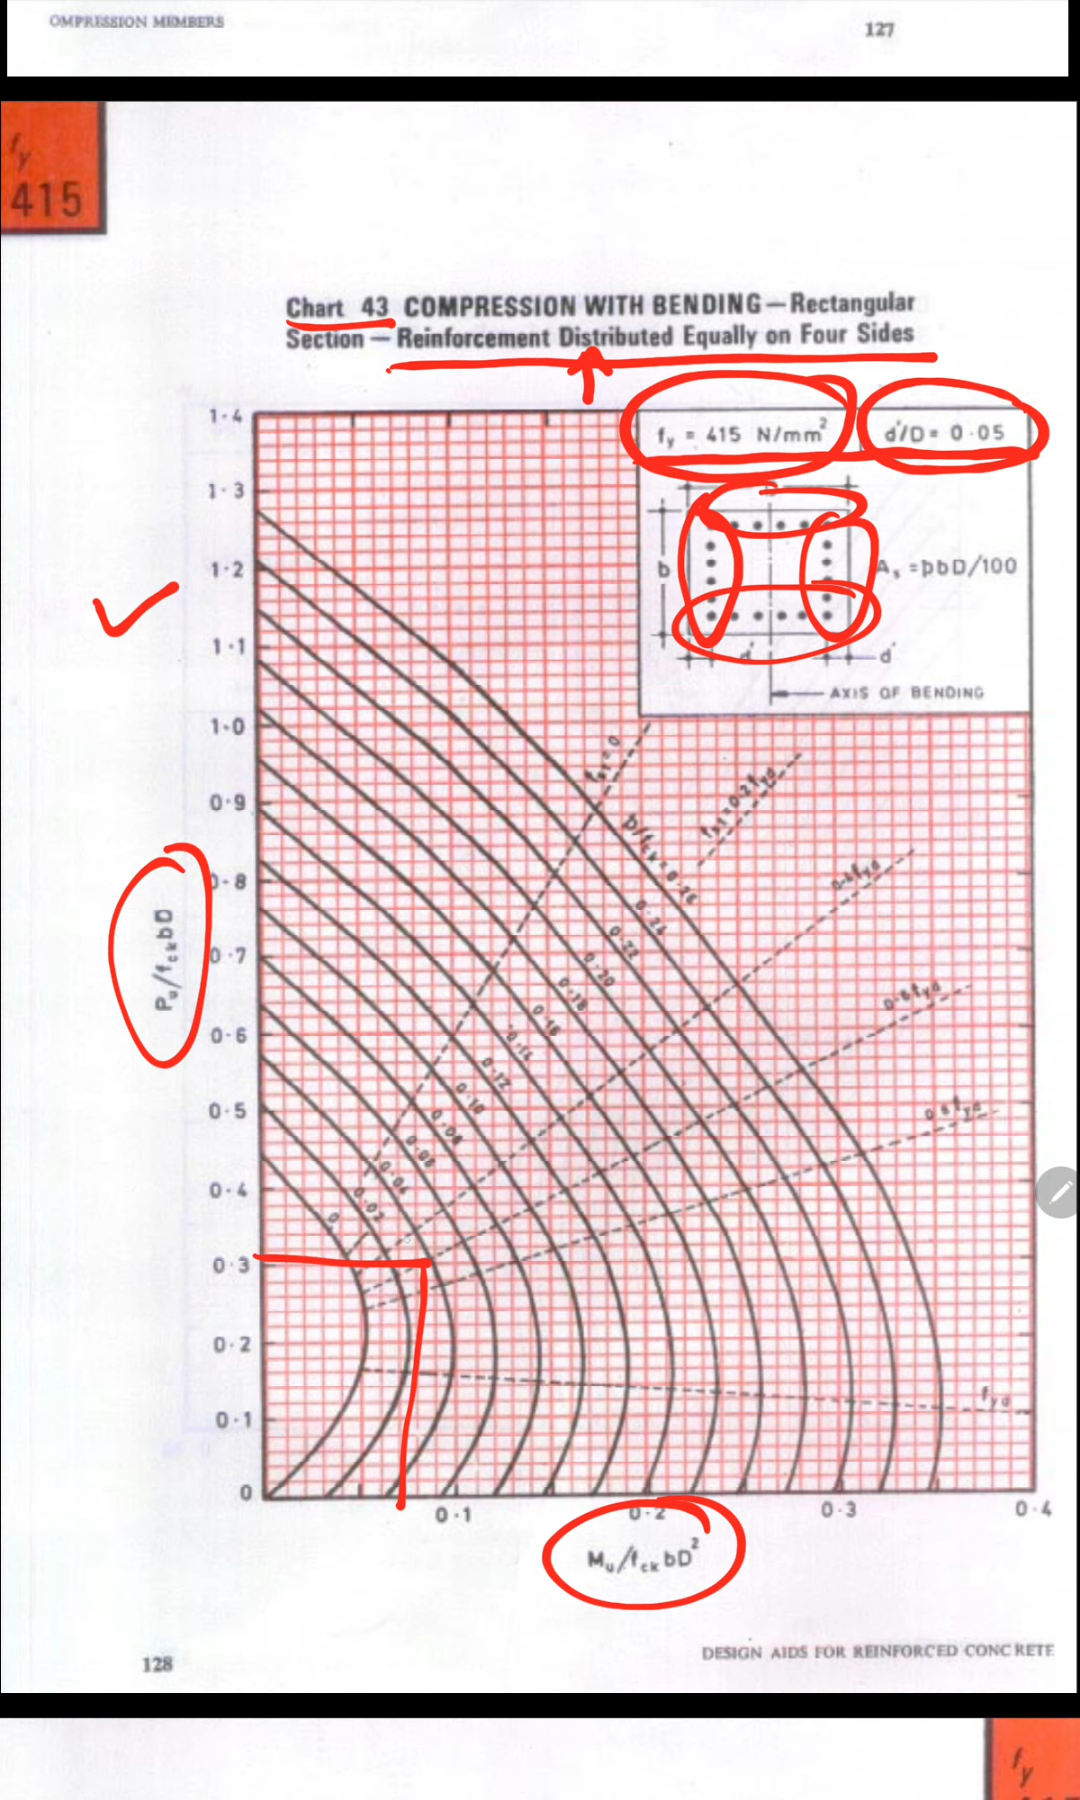 OMPRESSION MEMBERS
127
fy
415
Chart 43 COMPRESSION WITH BENDING — Rectangular
Section — Reinforcement Distributed Equally on Four Sides
fy = 415 N/mm²
d'/D = 0·05
b
As = pbD/100
d'
d'
AXIS OF BENDING
1·4
1·3
1·2
1·1
1·0
0·9
0·8
0·7
0·6
0·5
0·4
0·3
0·2
0·1
0
Pu/fckbD
fst = 0
fst = 0·2fyd
0·4fyd
0·6fyd
0·8fyd
fyd
p/fck = 0·26
0·24
0·22
0·20
0·18
0·16
0·14
0·12
0·10
0·08
0·06
0·04
0·02
0
0·1
0·2
0·3
0·4
Mu/fckbD²
128
DESIGN AIDS FOR REINFORCED CONCRETE
fy